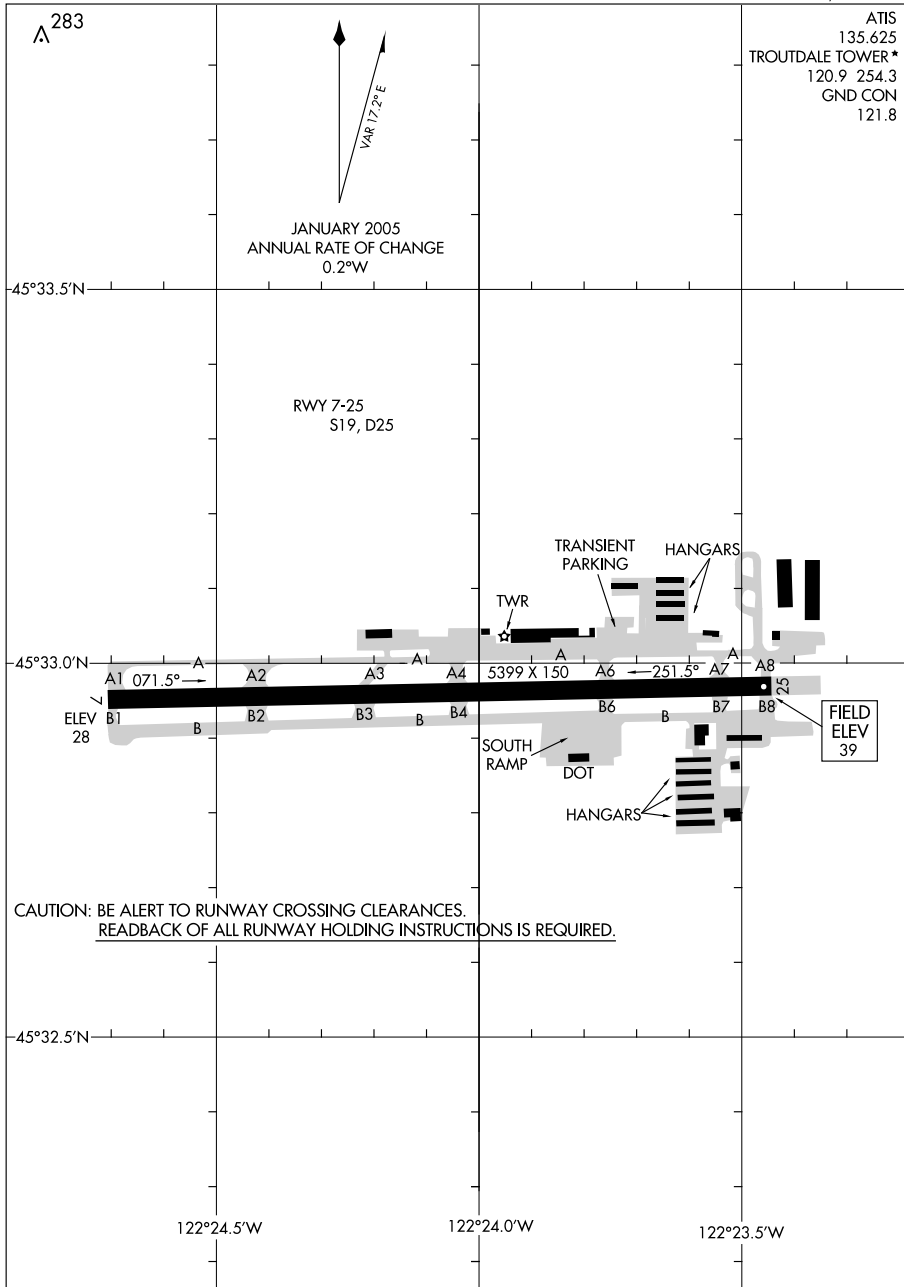 283
ATIS
135.625
TROUTDALE TOWER*
120.9 254.3
GND CON
121.8
VAR 17.2° E
JANUARY 2005
ANNUAL RATE OF CHANGE
0.2°W
45°33.5'N
RWY 7-25
S19, D25
TRANSIENT
PARKING
HANGARS
TWR
45°33.0'N
A
A
A
A
A1
071.5°
A2
A3
A4
5399 X 150
A6
251.5°
A7
A8
7
25
ELEV
28
B1
B
B2
B3
B
B4
B6
B
B7
B8
FIELD
ELEV
39
SOUTH
RAMP
DOT
HANGARS
CAUTION: BE ALERT TO RUNWAY CROSSING CLEARANCES.
READBACK OF ALL RUNWAY HOLDING INSTRUCTIONS IS REQUIRED.
45°32.5'N
122°24.5'W
122°24.0'W
122°23.5'W